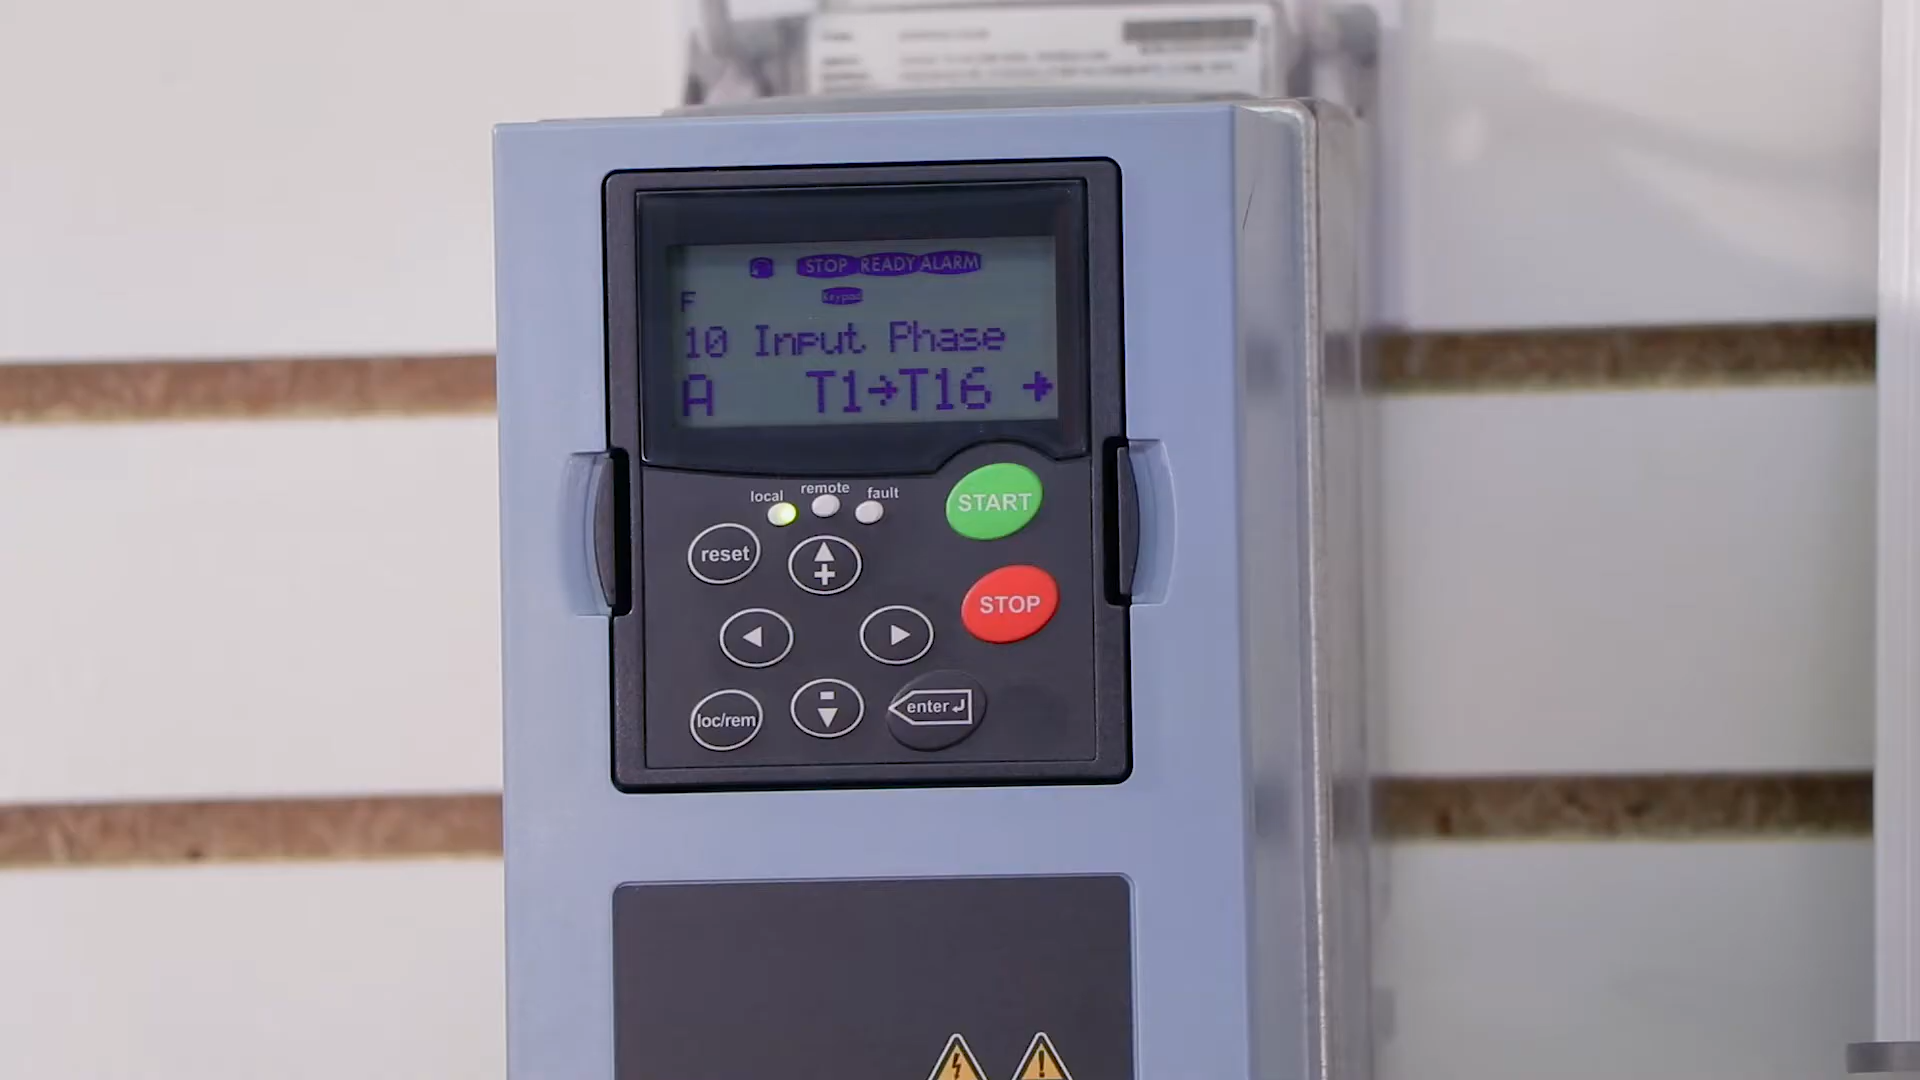 STOP READY ALARM
F Keypad
10 Input Phase
A T1→T16 →
local remote fault
START
reset
+
STOP
loc/rem
-
enter